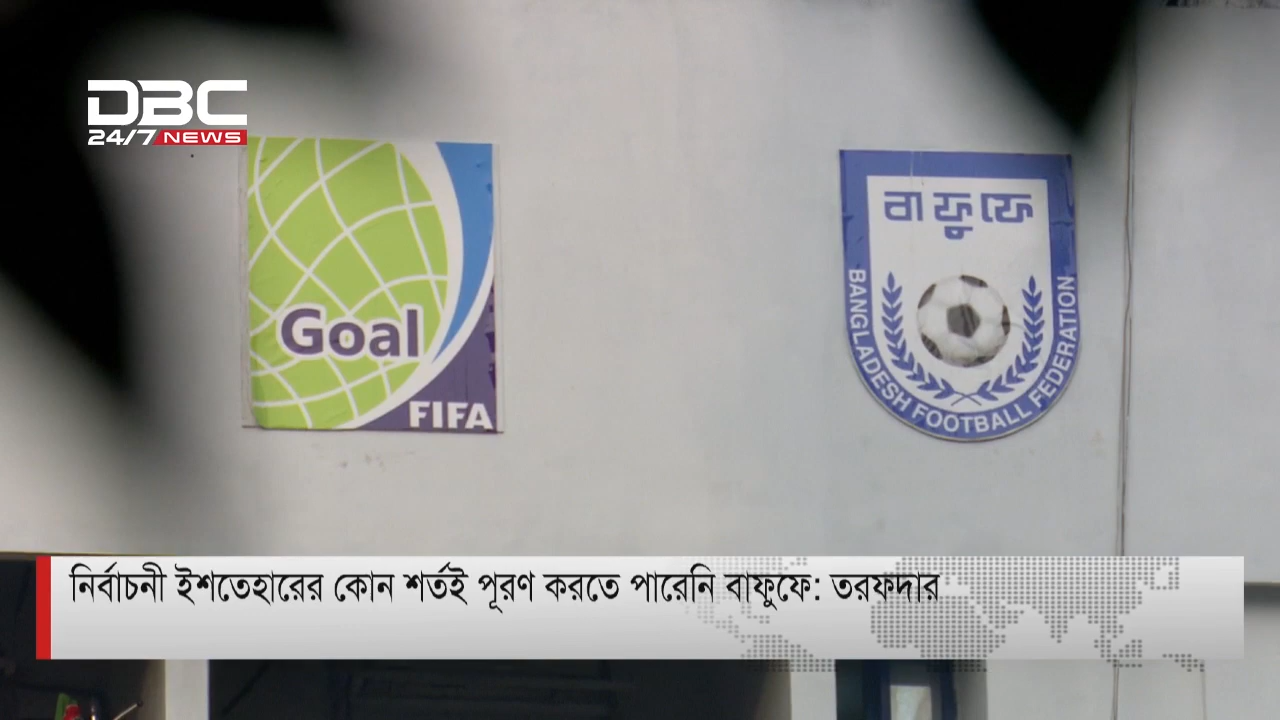 DBC
24/7 NEWS
Goal
FIFA
বাফুফে
BANGLADESH FOOTBALL FEDERATION
নির্বাচনী ইশতেহারের কোন শর্তই পূরণ করতে পারেনি বাফুফে: তরফদার